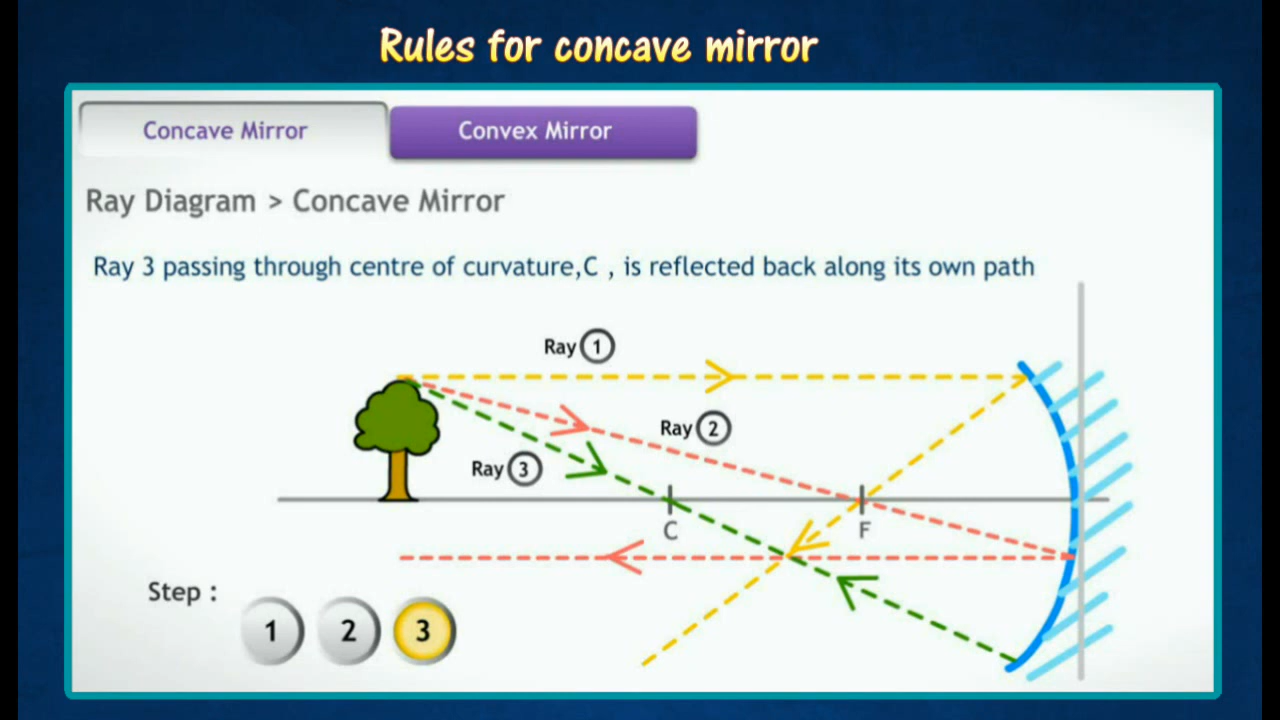 Rules for concave mirror
Concave Mirror
Convex Mirror
Ray Diagram > Concave Mirror
Ray 3 passing through centre of curvature,C , is reflected back along its own path
Ray 1
Ray 2
Ray 3
C
F
Step :
1
2
3